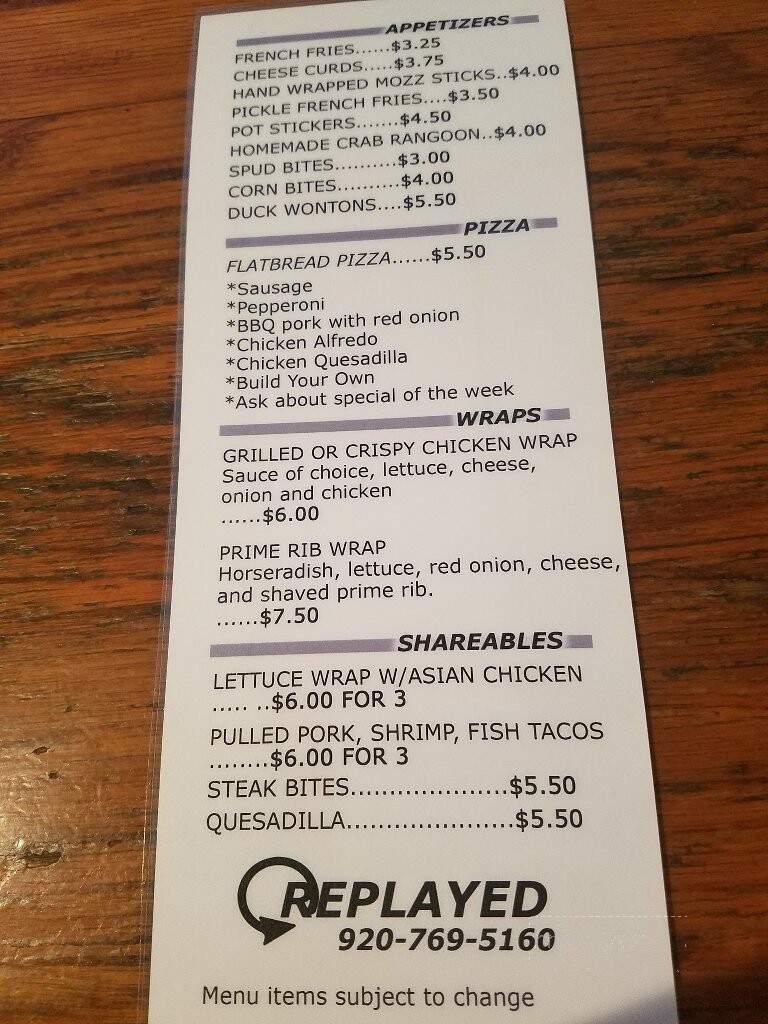 APPETIZERS
FRENCH FRIES......$3.25
CHEESE CURDS.....$3.75
HAND WRAPPED MOZZ STICKS..$4.00
PICKLE FRENCH FRIES....$3.50
POT STICKERS.......$4.50
HOMEMADE CRAB RANGOON..$4.00
SPUD BITES..........$3.00
CORN BITES..........$4.00
DUCK WONTONS....$5.50
PIZZA
FLATBREAD PIZZA......$5.50
*Sausage
*Pepperoni
*BBQ pork with red onion
*Chicken Alfredo
*Chicken Quesadilla
*Build Your Own
*Ask about special of the week
WRAPS
GRILLED OR CRISPY CHICKEN WRAP
Sauce of choice, lettuce, cheese,
onion and chicken
......$6.00
PRIME RIB WRAP
Horseradish, lettuce, red onion, cheese,
and shaved prime rib.
......$7.50
SHAREABLES
LETTUCE WRAP W/ASIAN CHICKEN
..... ..$6.00 FOR 3
PULLED PORK, SHRIMP, FISH TACOS
........$6.00 FOR 3
STEAK BITES....................$5.50
QUESADILLA......................$5.50
REPLAYED
920-769-5160
Menu items subject to change